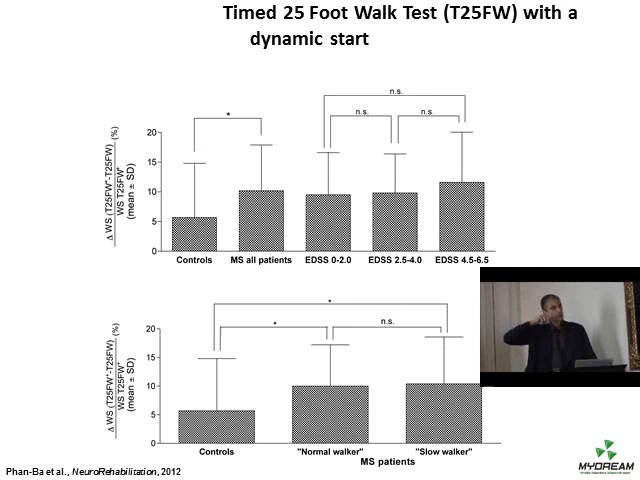 Timed 25 Foot Walk Test (T25FW) with a
dynamic start
n.s.
n.s.
n.s.
*
Δ WS (T25FW⁺-T25FW) (%)
WS T25FW⁺
(mean ± SD)
20
15
10
5
0
Controls
MS all patients
EDSS 0-2.0
EDSS 2.5-4.0
EDSS 4.5-6.5
*
*
n.s.
Δ WS (T25FW⁺-T25FW) (%)
WS T25FW⁺
(mean ± SD)
20
15
10
5
0
Controls
"Normal walker"
"Slow walker"
MS patients
Phan-Ba et al., NeuroRehabilitation, 2012
MYDREAM